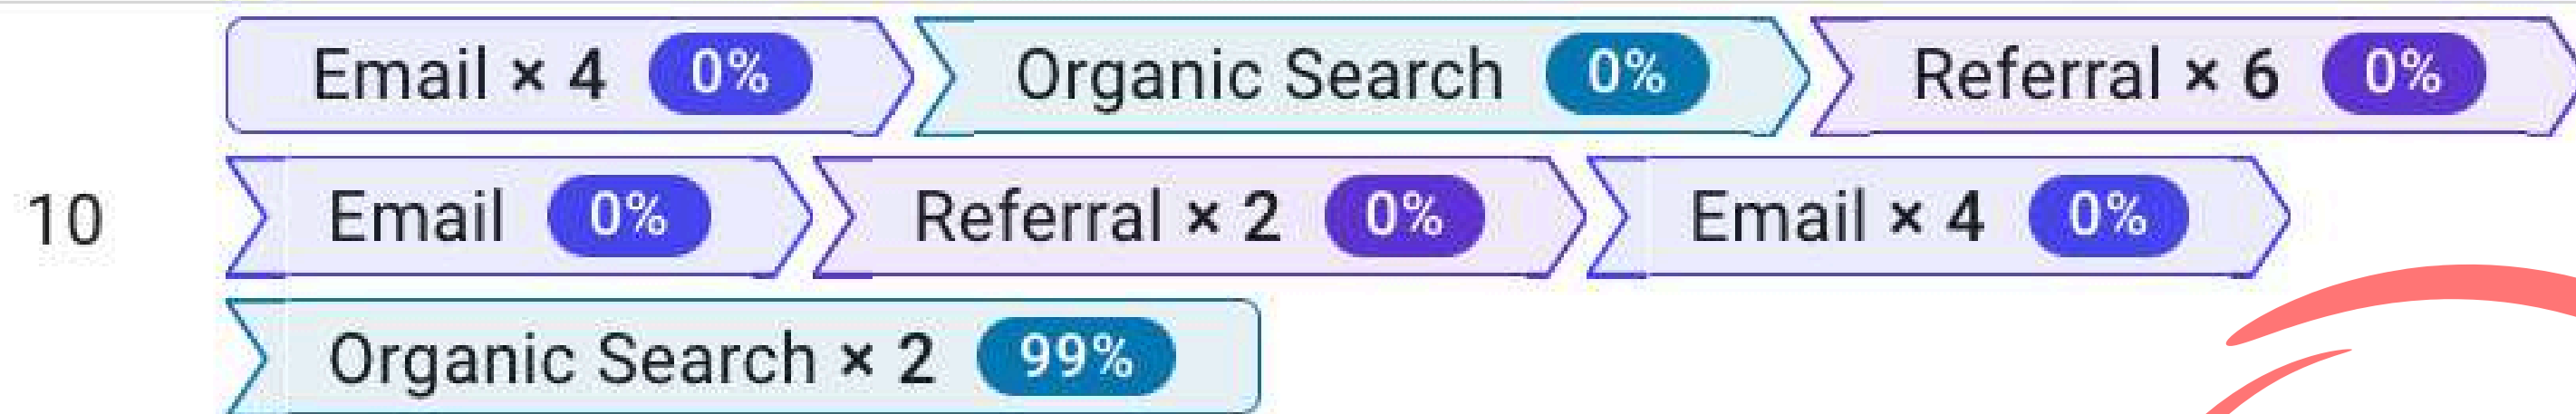 Email × 4 0% Organic Search 0% Referral × 6 0%
10 Email 0% Referral × 2 0% Email × 4 0%
Organic Search × 2 99%